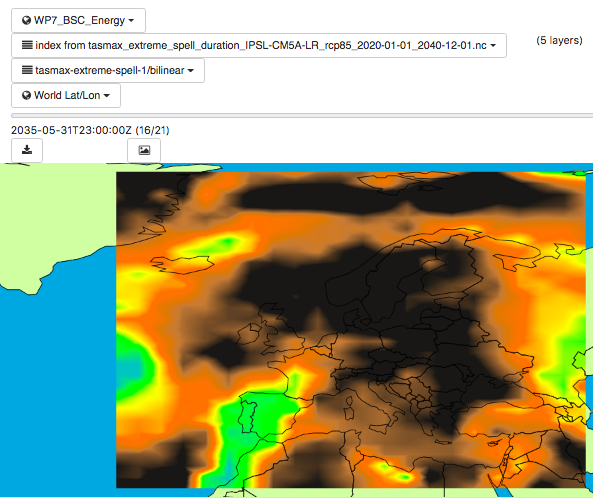 WP7_BSC_Energy
index from tasmax_extreme_spell_duration_IPSL-CM5A-LR_rcp85_2020-01-01_2040-12-01.nc
(5 layers)
tasmax-extreme-spell-1/bilinear
World Lat/Lon
2035-05-31T23:00:00Z (16/21)